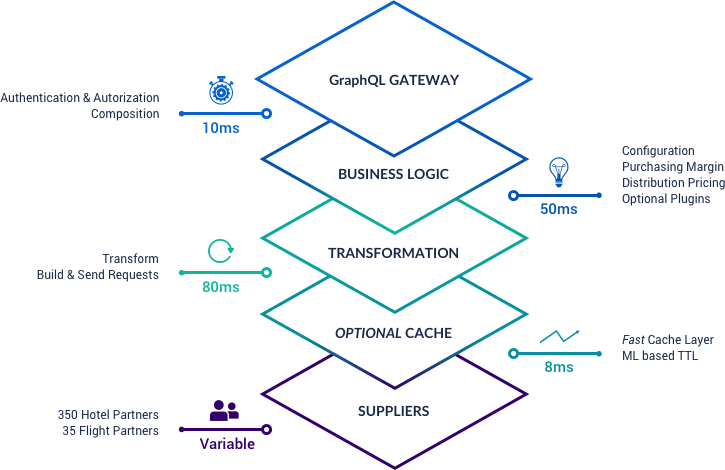 GraphQL GATEWAY
Authentication & Autorization
Composition
10ms
BUSINESS LOGIC
Configuration
Purchasing Margin
Distribution Pricing
Optional Plugins
50ms
TRANSFORMATION
Transform
Build & Send Requests
80ms
OPTIONAL CACHE
Fast Cache Layer
ML based TTL
8ms
SUPPLIERS
350 Hotel Partners
35 Flight Partners
Variable